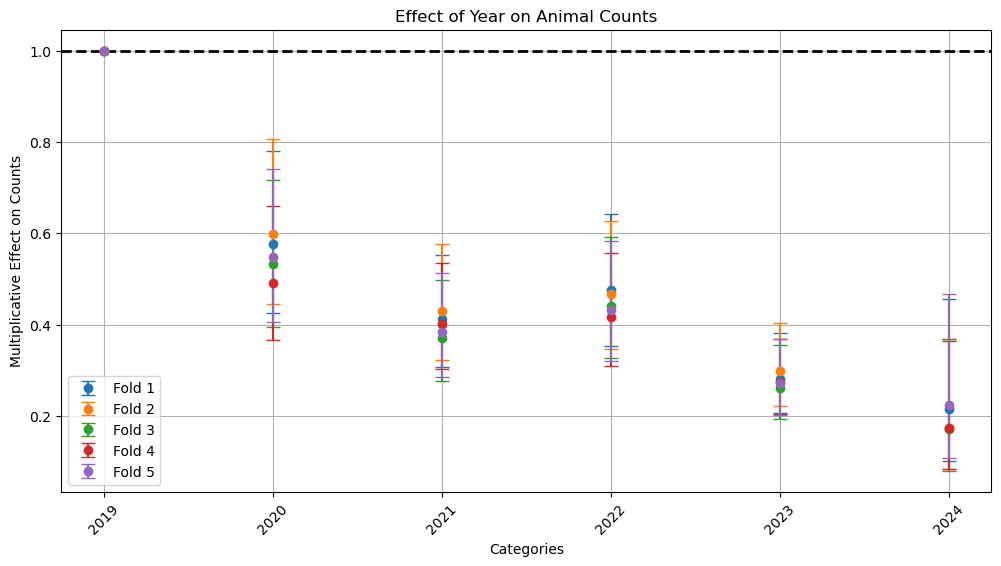 Effect of Year on Animal Counts
Multiplicative Effect on Counts
1.0
0.8
0.6
0.4
0.2
Fold 1
Fold 2
Fold 3
Fold 4
Fold 5
2019
2020
2021
2022
2023
2024
Categories